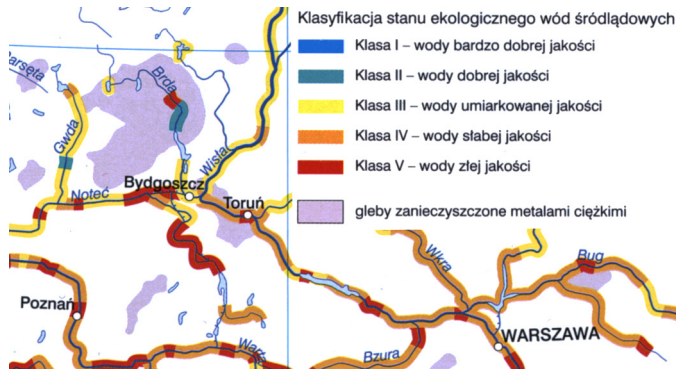 Klasyfikacja stanu ekologicznego wód śródlądowych
Klasa I – wody bardzo dobrej jakości
Klasa II – wody dobrej jakości
Klasa III – wody umiarkowanej jakości
Klasa IV – wody słabej jakości
Klasa V – wody złej jakości
gleby zanieczyszczone metalami ciężkimi
arsęta
Brda
Gwda
Wisła
Bydgoszcz
Noteć
Toruń
Wkra
Bug
Poznań
WARSZAWA
Warta
Bzura